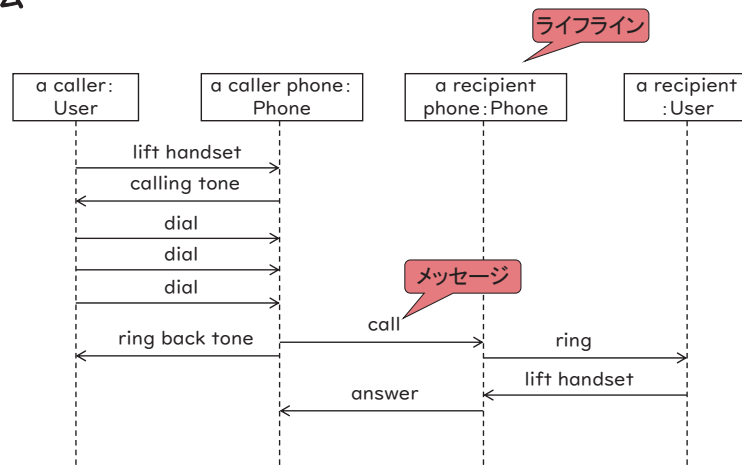 ライフライン
a caller:
User
a caller phone:
Phone
a recipient
phone:Phone
a recipient
:User
lift handset
calling tone
dial
dial
メッセージ
dial
call
ring back tone
ring
lift handset
answer